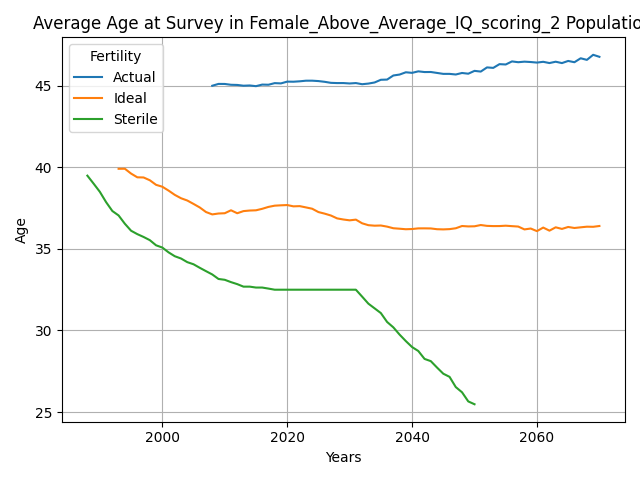 Average Age at Survey in Female_Above_Average_IQ_scoring_2 Populatio
Fertility
Actual
Ideal
Sterile
45
40
35
30
25
Age
2000 2020 2040 2060
Years